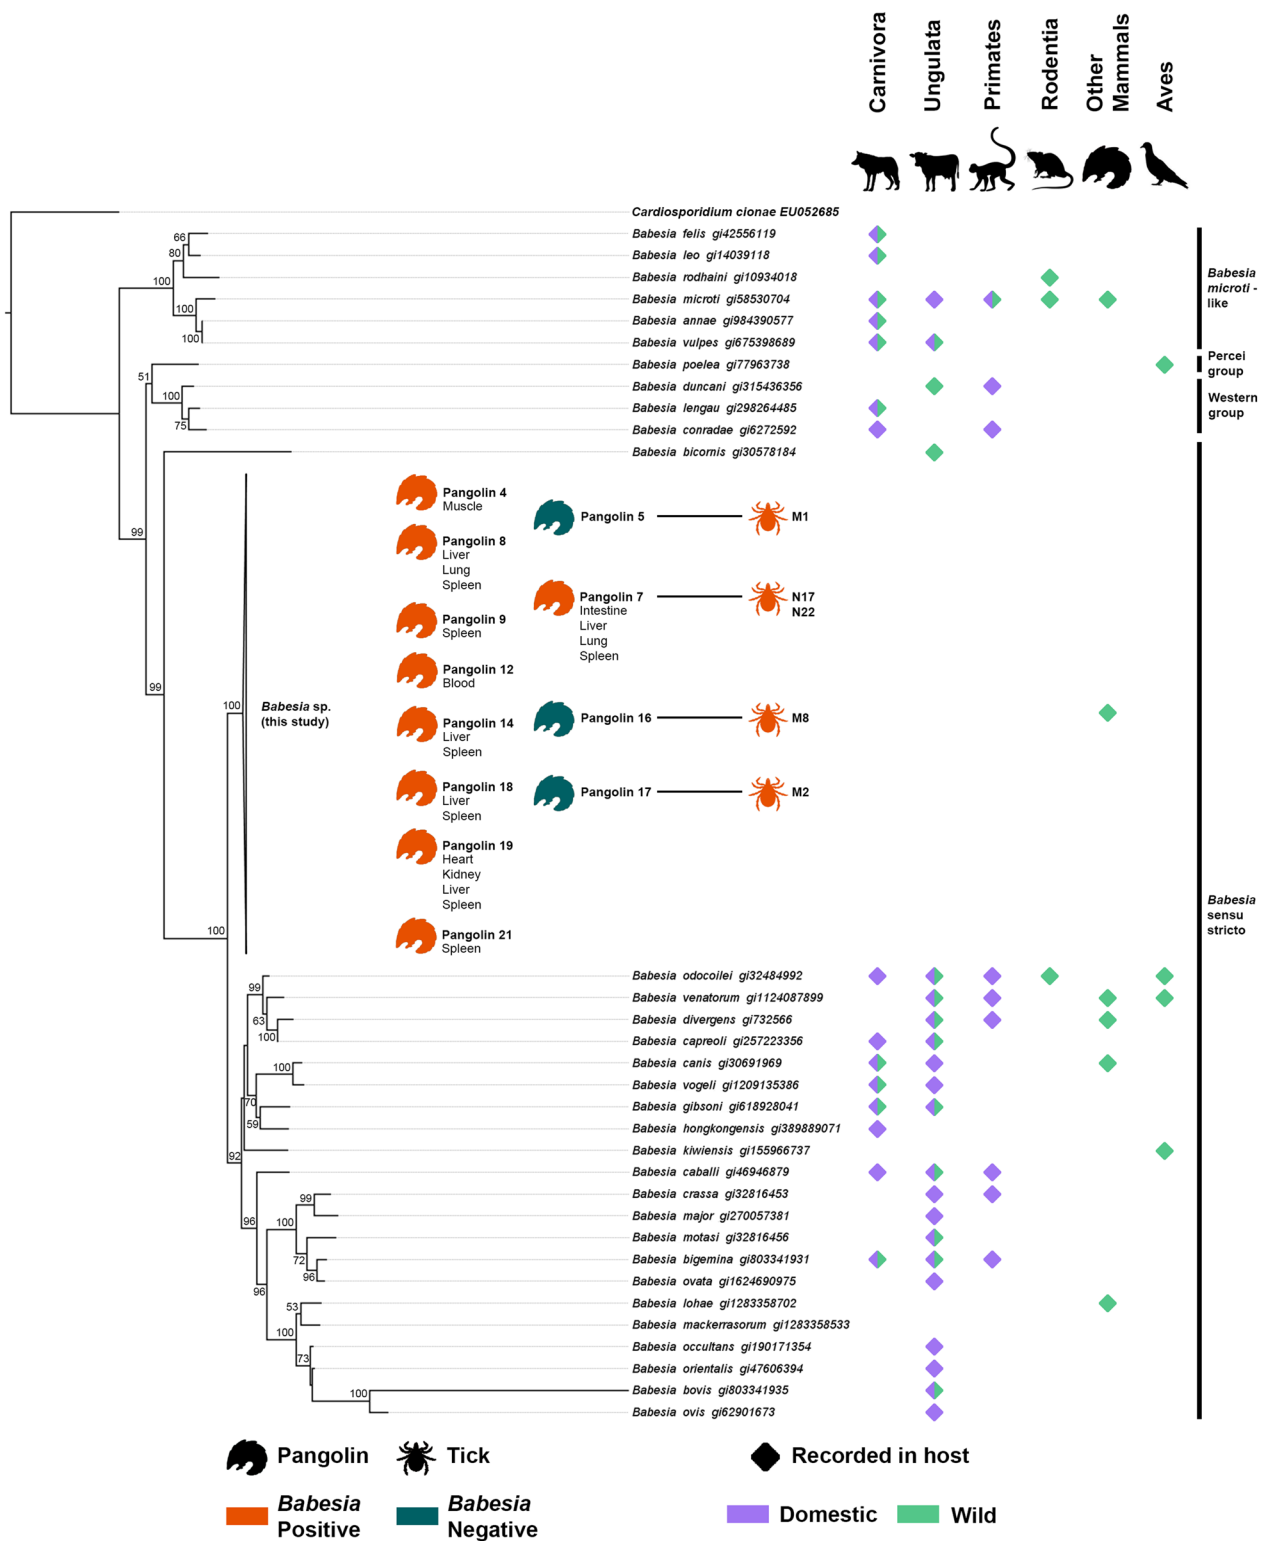 Carnivora
Ungulata
Primates
Rodentia
Other
Mammals
Aves
Cardiosporidium cionae EU052685
66
Babesia felis gi42556119
80
Babesia leo gi14039118
100
Babesia rodhaini gi10934018
Babesia microti gi58530704
100
Babesia annae gi984390577
100
Babesia vulpes gi675398689
Babesia
microti -
like
51
Babesia poelea gi77963738
Percei
group
100
Babesia duncani gi315436356
Babesia lengau gi298264485
75
Babesia conradae gi6272592
Western
group
Babesia bicornis gi30578184
99
99
100
100
Babesia sp.
(this study)
Pangolin 4
Muscle
Pangolin 8
Liver
Lung
Spleen
Pangolin 9
Spleen
Pangolin 12
Blood
Pangolin 14
Liver
Spleen
Pangolin 18
Liver
Spleen
Pangolin 19
Heart
Kidney
Liver
Spleen
Pangolin 21
Spleen
Pangolin 5
M1
Pangolin 7
Intestine
Liver
Lung
Spleen
N17
N22
Pangolin 16
M8
Pangolin 17
M2
Babesia
sensu
stricto
Babesia odocoilei gi32484992
99
Babesia venatorum gi1124087899
63
Babesia divergens gi732566
100
Babesia capreoli gi257223356
Babesia canis gi30691969
100
Babesia vogeli gi1209135386
70
Babesia gibsoni gi618928041
59
Babesia hongkongensis gi389889071
Babesia kiwiensis gi155966737
92
Babesia caballi gi46946879
Babesia crassa gi32816453
99
Babesia major gi270057381
96
100
Babesia motasi gi32816456
72
Babesia bigemina gi803341931
96
Babesia ovata gi1624690975
96
Babesia lohae gi1283358702
53
Babesia mackerrasorum gi1283358533
100
Babesia occultans gi190171354
73
Babesia orientalis gi47606394
Babesia bovis gi803341935
100
Babesia ovis gi62901673
Pangolin
Tick
Recorded in host
Babesia
Positive
Babesia
Negative
Domestic
Wild